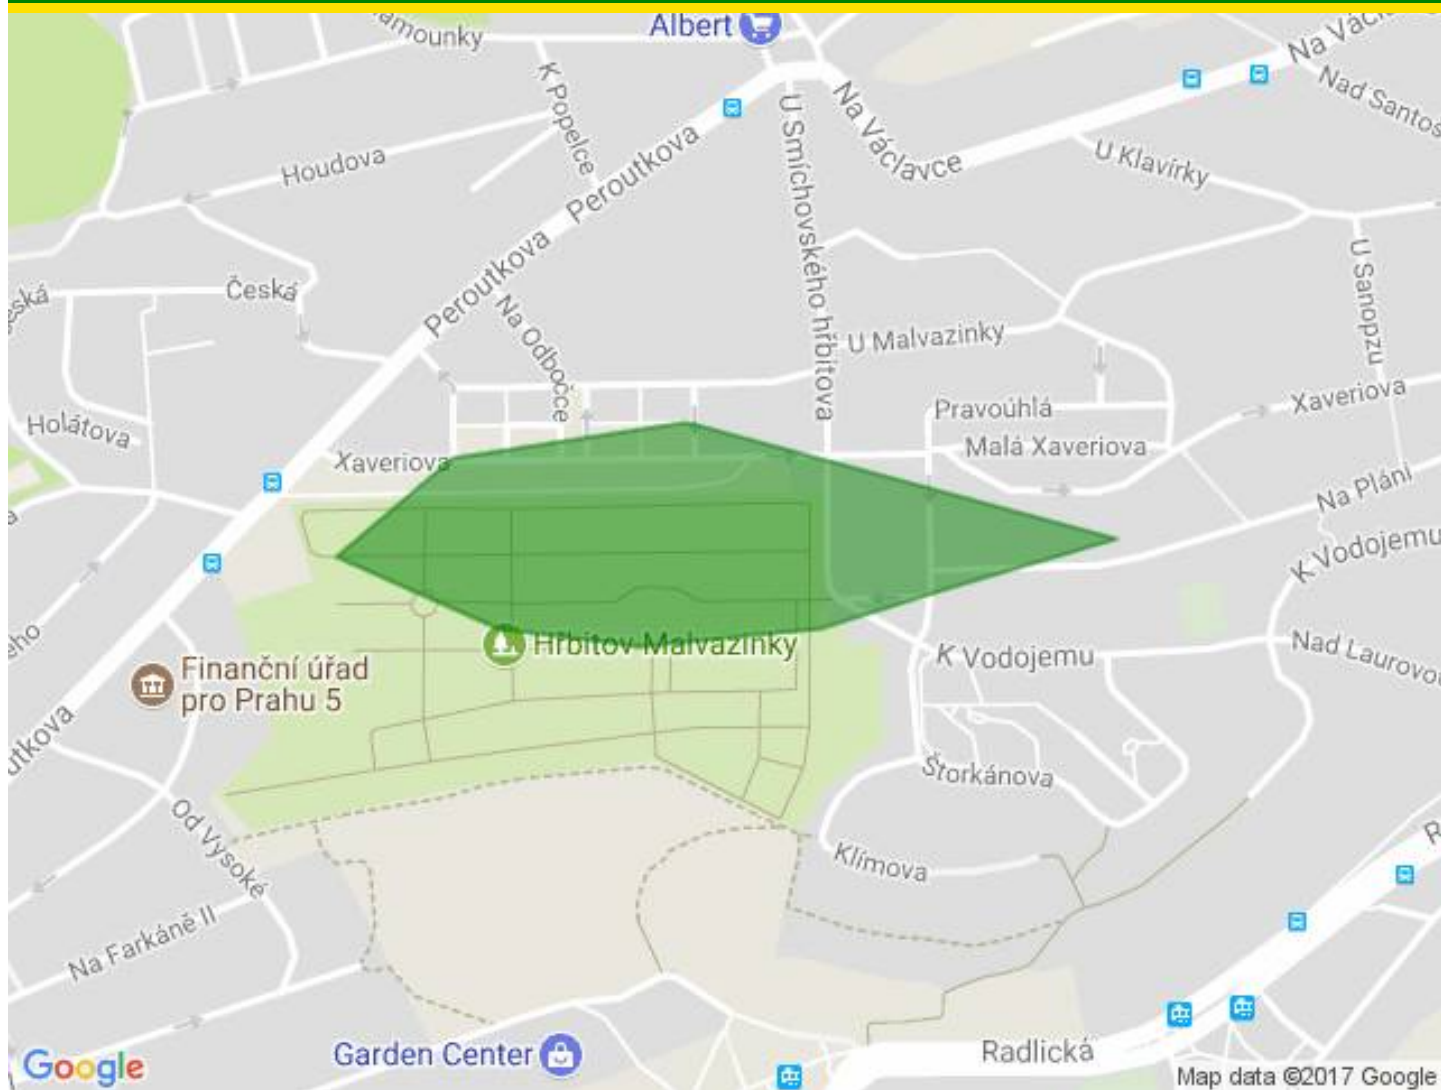 Albert
Na Václ
Nad Santos
K Popelce
U Smíchovského hřbitova
Na Václavce
U Klavírky
Houdova
Peroutkova
Peroutkova
U Sanopzu
Česká
Na Odbočce
U Malvazinky
Holátova
Pravoúhlá
Xaveriova
Malá Xaveriova
Xaveriova
Na Pláni
K Vodojemu
Hřbitov Malvazinky
K Vodojemu
Nad Laurovou
Finanční úřad
pro Prahu 5
Štorkánova
Od Vysoké
Klímova
Na Farkáně II
Garden Center
Radlická
Google
Map data ©2017 Google